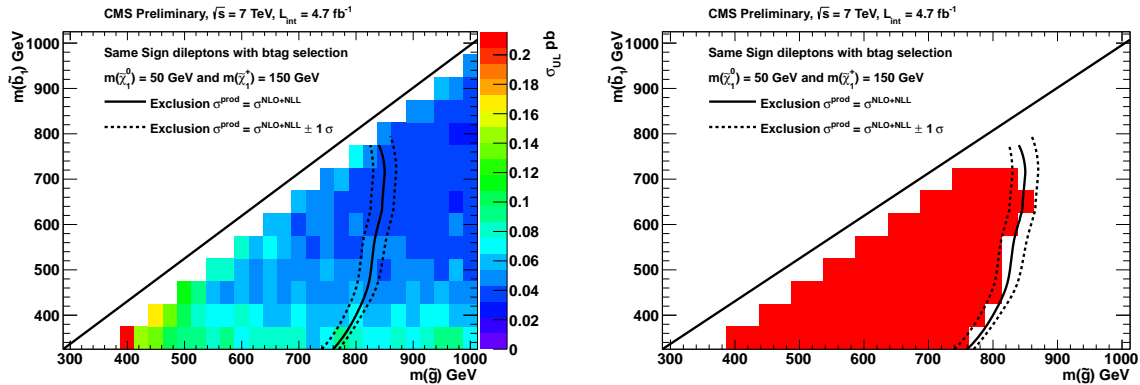 CMS Preliminary, √s = 7 TeV, L_int = 4.7 fb⁻¹
m(b̃₁) GeV
1000
900
800
700
600
500
400
Same Sign dileptons with btag selection
m(χ̃₁⁰) = 50 GeV and m(χ̃₁⁺) = 150 GeV
Exclusion σ^prod = σ^NLO+NLL
Exclusion σ^prod = σ^NLO+NLL ± 1 σ
300 400 500 600 700 800 900 1000
m(g̃) GeV
σ_UL pb
0.2
0.18
0.16
0.14
0.12
0.1
0.08
0.06
0.04
0.02
0
CMS Preliminary, √s = 7 TeV, L_int = 4.7 fb⁻¹
m(b̃₁) GeV
1000
900
800
700
600
500
400
Same Sign dileptons with btag selection
m(χ̃₁⁰) = 50 GeV and m(χ̃₁⁺) = 150 GeV
Exclusion σ^prod = σ^NLO+NLL
Exclusion σ^prod = σ^NLO+NLL ± 1 σ
300 400 500 600 700 800 900 1000
m(g̃) GeV